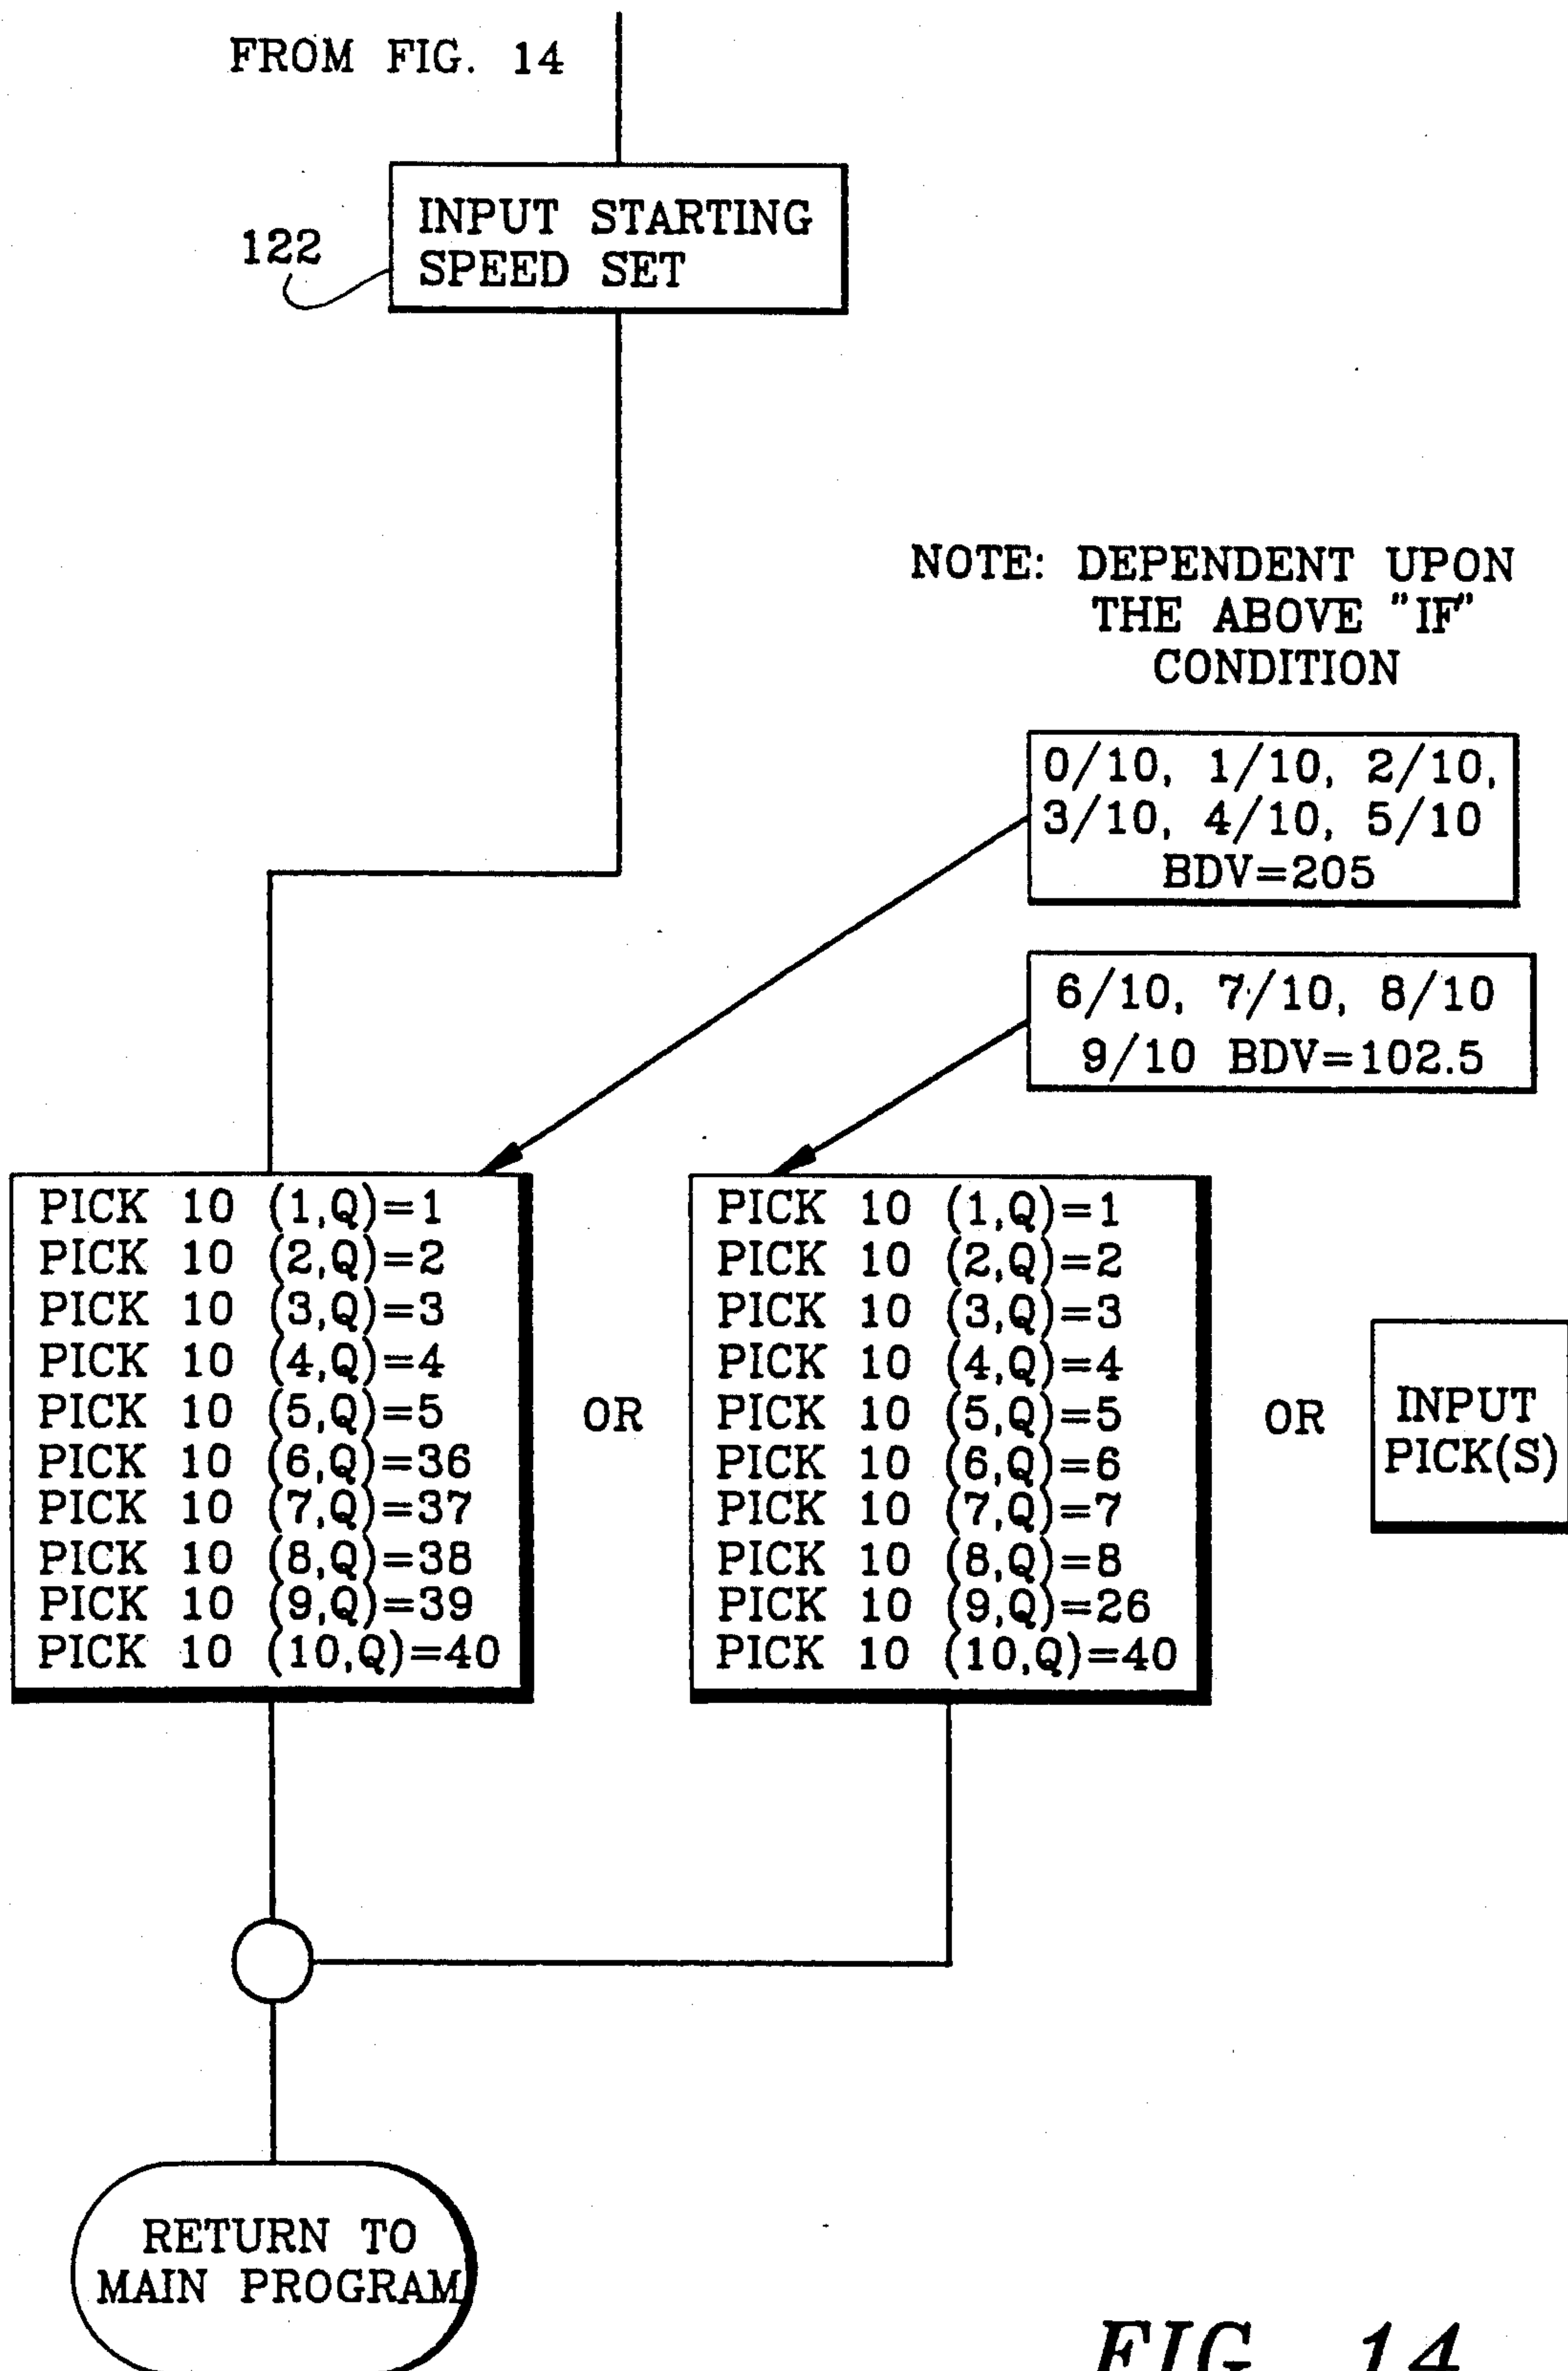 FROM FIG. 14
INPUT STARTING
SPEED SET
122
NOTE: DEPENDENT UPON
THE ABOVE "IF"
CONDITION
0/10, 1/10, 2/10,
3/10, 4/10, 5/10
BDV=205
6/10, 7/10, 8/10
9/10 BDV=102.5
PICK 10 (1,Q)=1
PICK 10 (2,Q)=2
PICK 10 (3,Q)=3
PICK 10 (4,Q)=4
PICK 10 (5,Q)=5
PICK 10 (6,Q)=36
PICK 10 (7,Q)=37
PICK 10 (8,Q)=38
PICK 10 (9,Q)=39
PICK 10 (10,Q)=40
OR
PICK 10 (1,Q)=1
PICK 10 (2,Q)=2
PICK 10 (3,Q)=3
PICK 10 (4,Q)=4
PICK 10 (5,Q)=5
PICK 10 (6,Q)=6
PICK 10 (7,Q)=7
PICK 10 (8,Q)=8
PICK 10 (9,Q)=26
PICK 10 (10,Q)=40
OR
INPUT
PICK(S)
RETURN TO
MAIN PROGRAM
FIG. 14